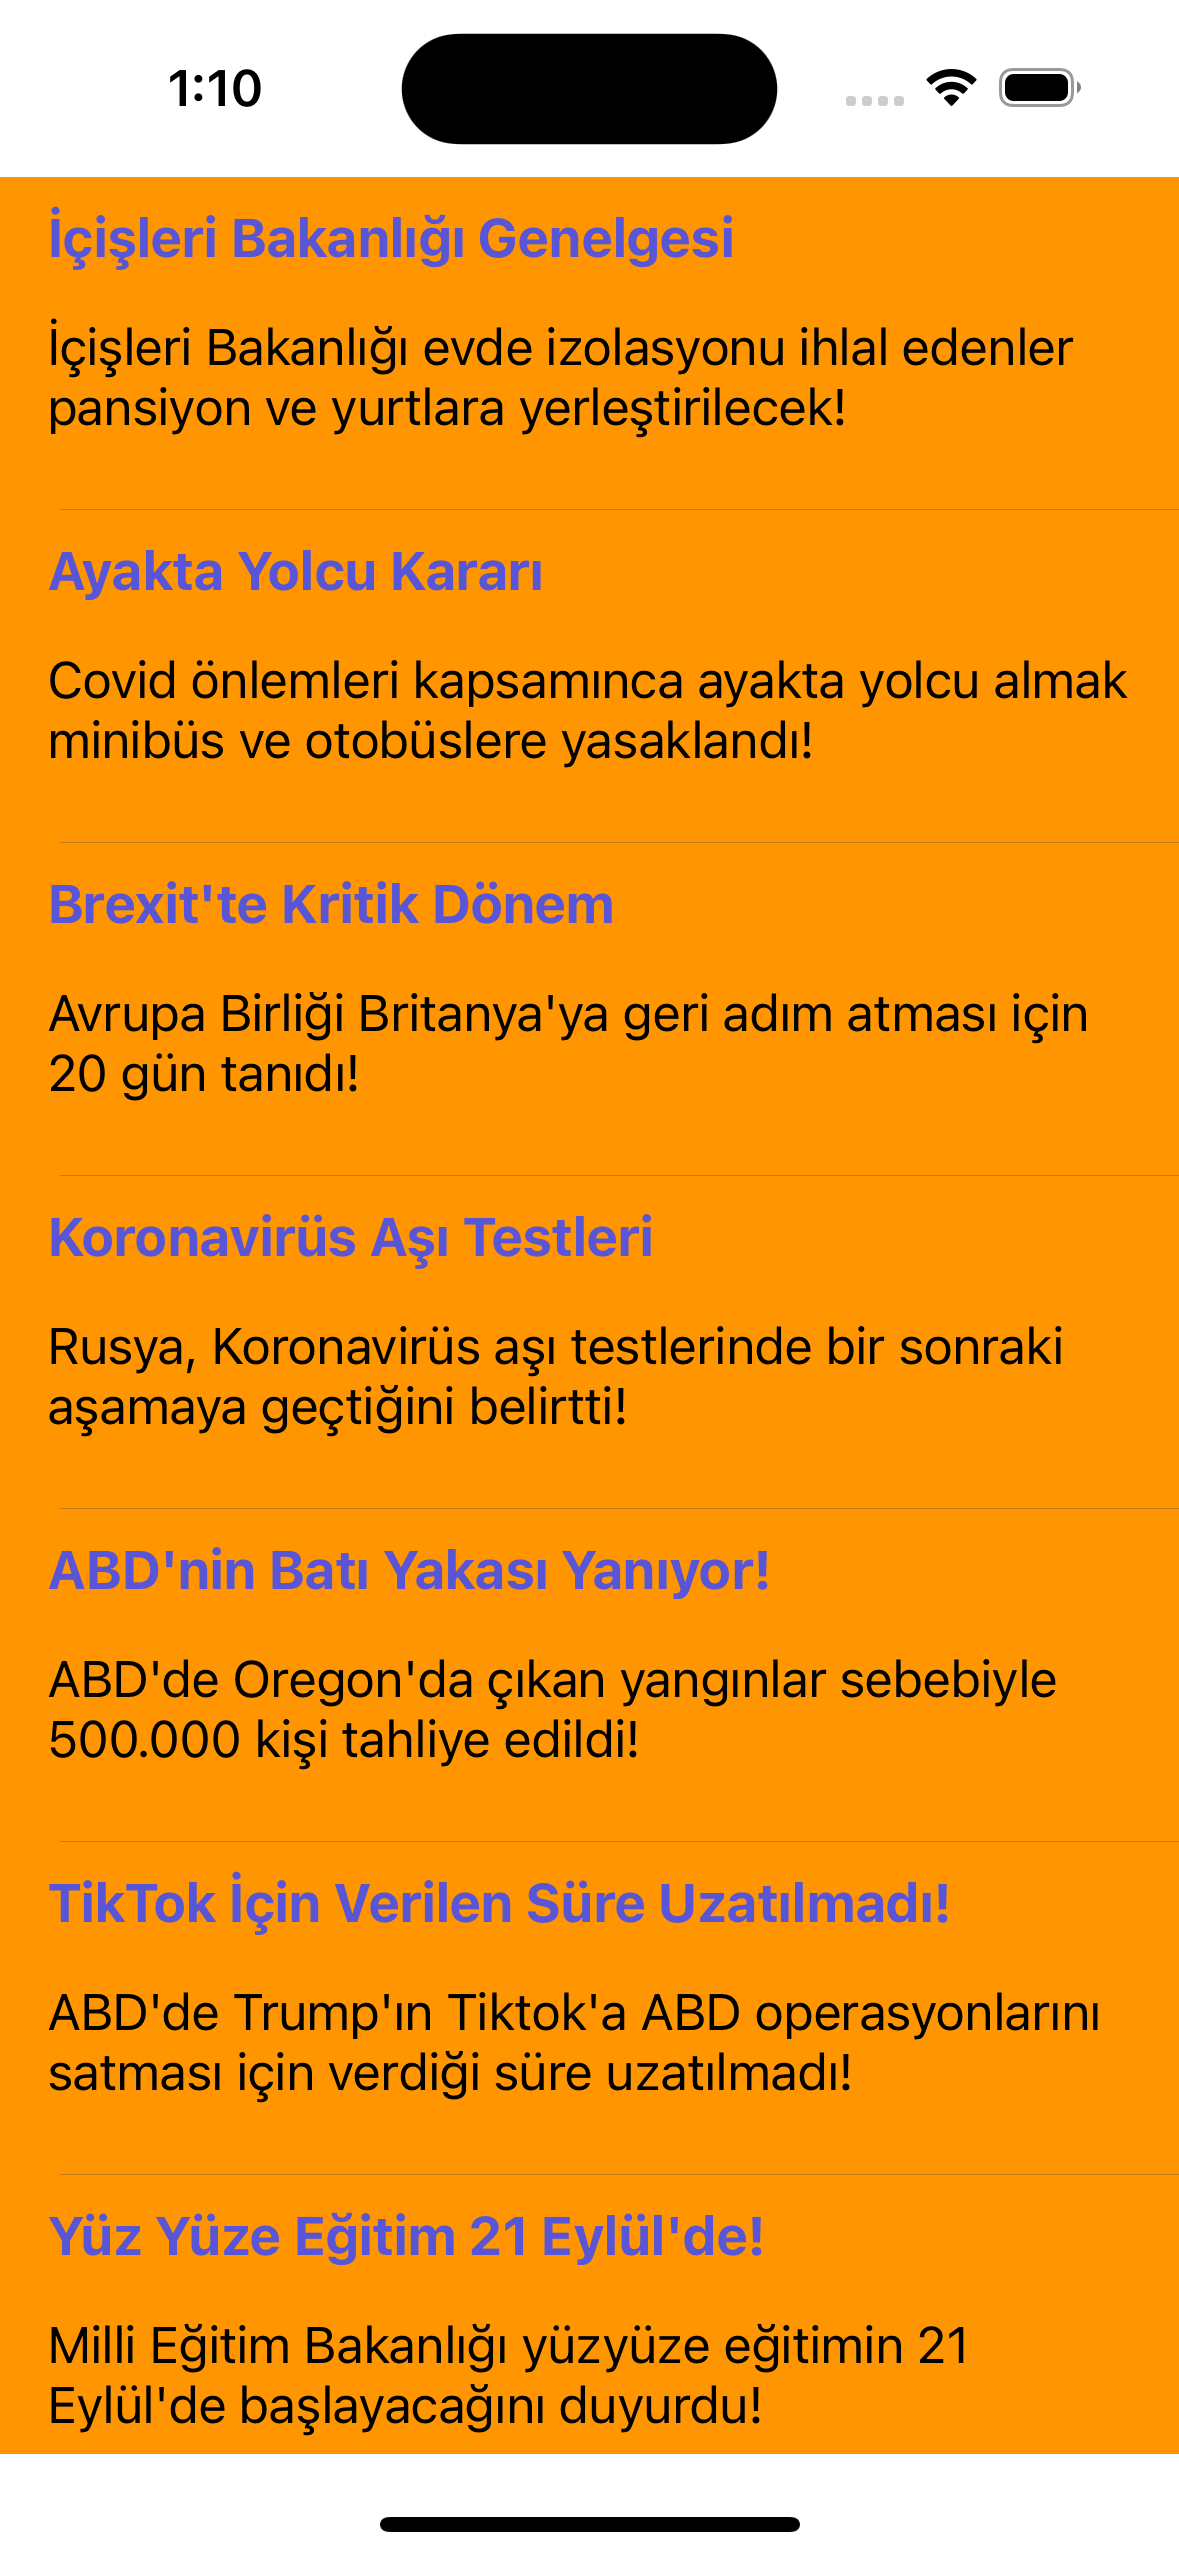 1:10
İçişleri Bakanlığı Genelgesi
İçişleri Bakanlığı evde izolasyonu ihlal edenler
pansiyon ve yurtlara yerleştirilecek!
Ayakta Yolcu Kararı
Covid önlemleri kapsamınca ayakta yolcu almak
minibüs ve otobüslere yasaklandı!
Brexit'te Kritik Dönem
Avrupa Birliği Britanya'ya geri adım atması için
20 gün tanıdı!
Koronavirüs Aşı Testleri
Rusya, Koronavirüs aşı testlerinde bir sonraki
aşamaya geçtiğini belirtti!
ABD'nin Batı Yakası Yanıyor!
ABD'de Oregon'da çıkan yangınlar sebebiyle
500.000 kişi tahliye edildi!
TikTok İçin Verilen Süre Uzatılmadı!
ABD'de Trump'ın Tiktok'a ABD operasyonlarını
satması için verdiği süre uzatılmadı!
Yüz Yüze Eğitim 21 Eylül'de!
Milli Eğitim Bakanlığı yüzyüze eğitimin 21
Eylül'de başlayacağını duyurdu!